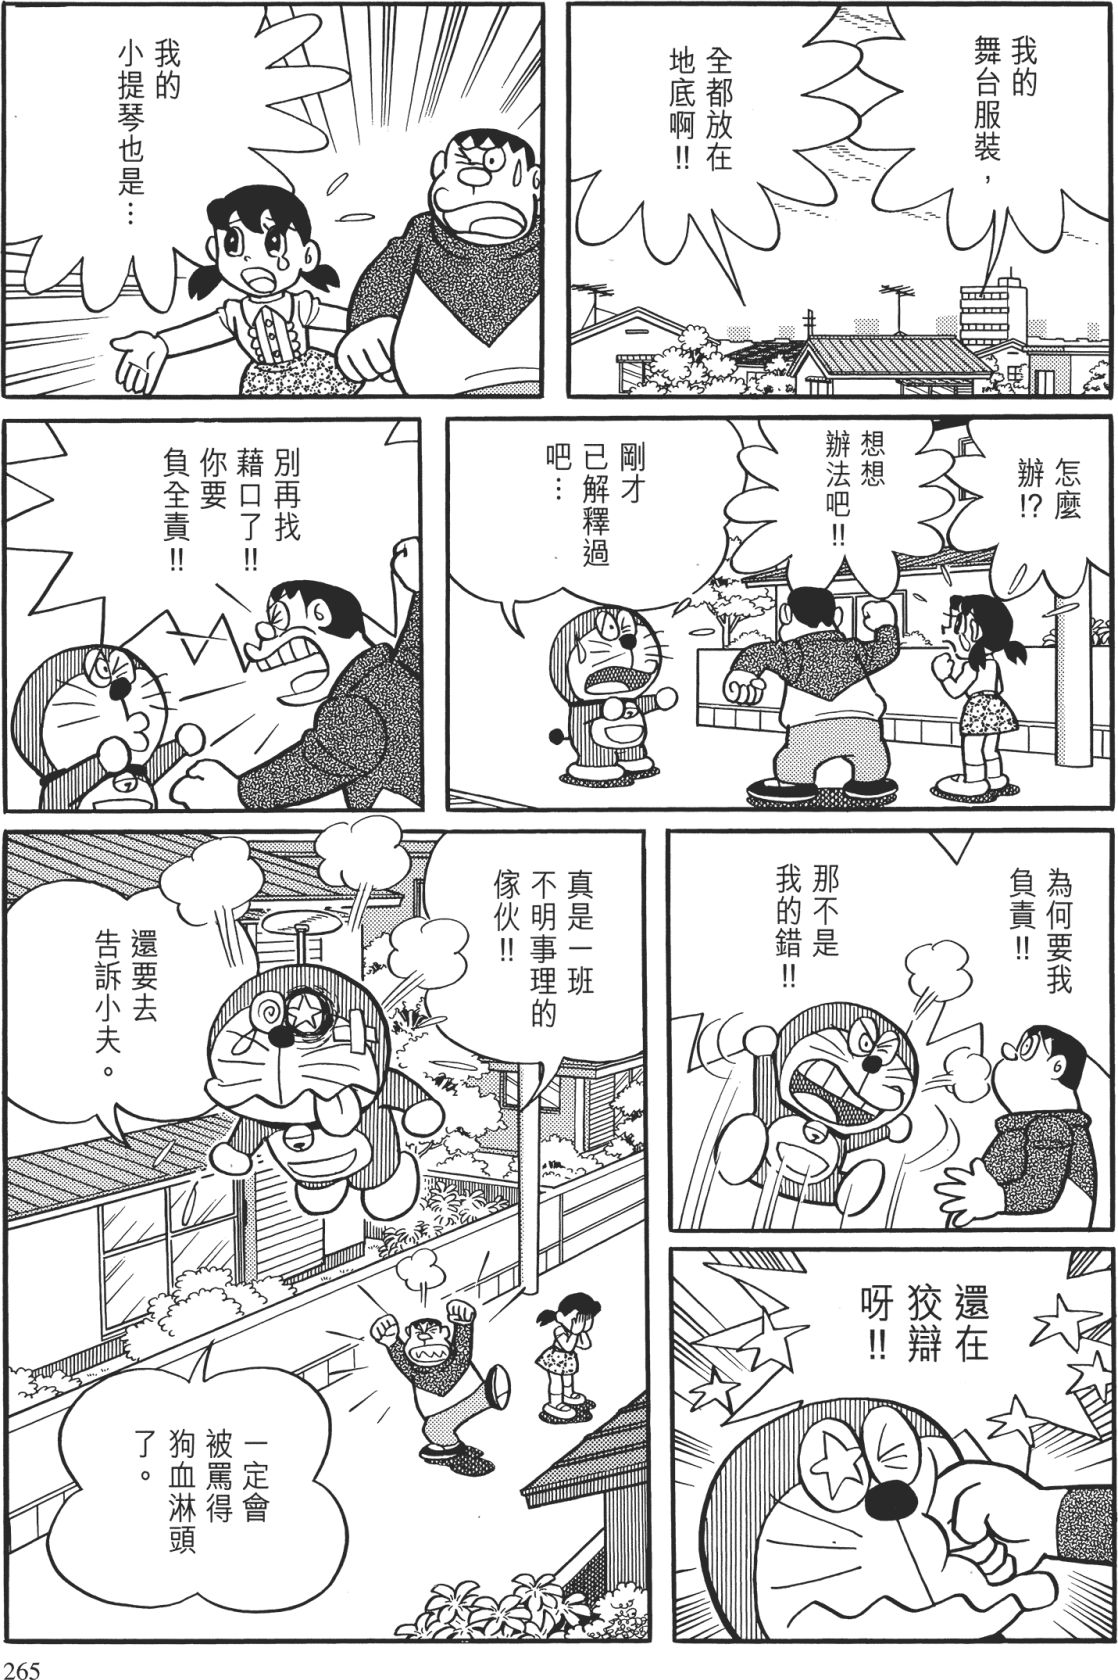 我的
舞台服裝，
全都放在
地底啊!!
我的
小提琴也是…
怎麼
辦!?
想想
辦法吧!!
剛才
已解釋過
吧…
別再找
藉口了!!
你要
負全責!!
為何要我
負責!!
那不是
我的錯!!
還在
狡辯
呀!!
真是一班
不明事理的
傢伙!!
還要去
告訴小夫。
一定會
被罵得
狗血淋頭
了。
265